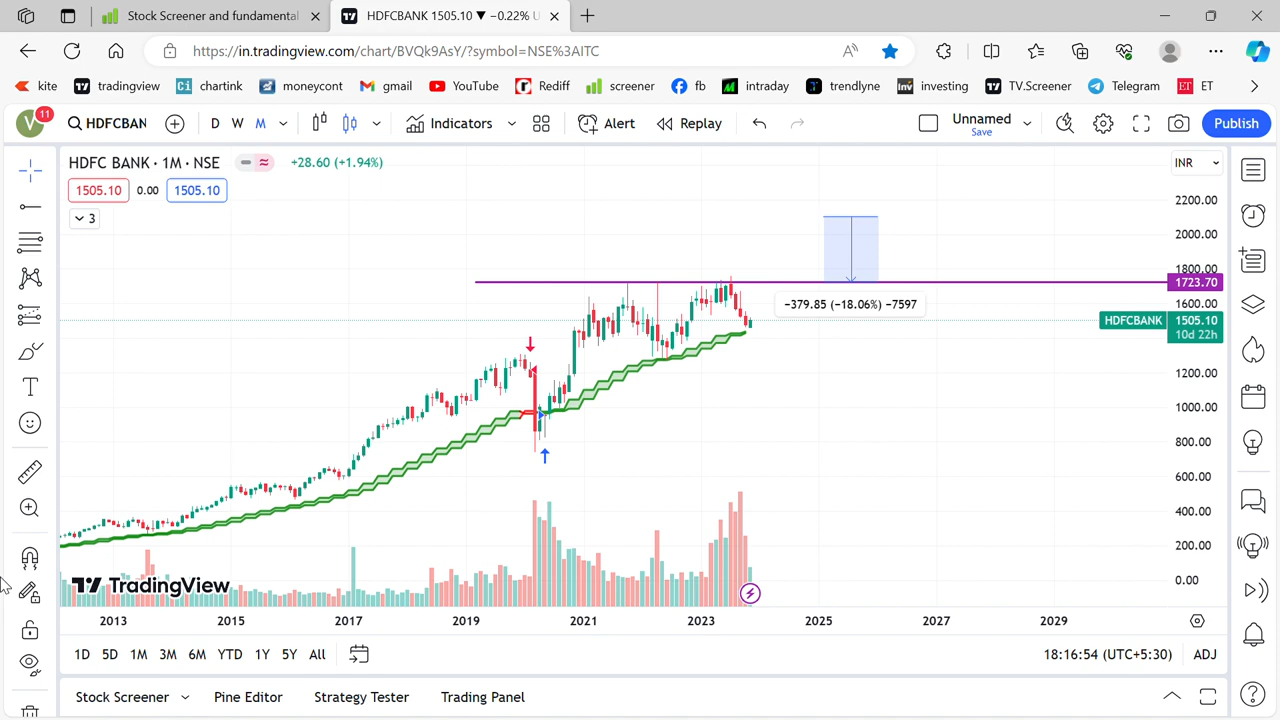 Stock Screener and fundamental
HDFCBANK 1505.10 ▼ −0.22% U
https://in.tradingview.com/chart/BVQk9AsY/?symbol=NSE%3AITC
kite
tradingview
Ci
chartink
moneycont
gmail
YouTube
Rediff
screener
fb
intraday
trendlyne
Inv
investing
TV.Screener
Telegram
ET
ET
V
11
HDFCBAN
D
W
M
Indicators
Alert
Replay
Unnamed
Save
Publish
HDFC BANK · 1M · NSE
+28.60 (+1.94%)
INR
1505.10
0.00
1505.10
3
2200.00
2000.00
1800.00
1723.70
1600.00
−379.85 (−18.06%) −7597
HDFCBANK
1505.10
10d 22h
1200.00
1000.00
800.00
600.00
400.00
200.00
0.00
TradingView
2013
2015
2017
2019
2021
2023
2025
2027
2029
1D
5D
1M
3M
6M
YTD
1Y
5Y
All
18:16:54 (UTC+5:30)
ADJ
Stock Screener
Pine Editor
Strategy Tester
Trading Panel